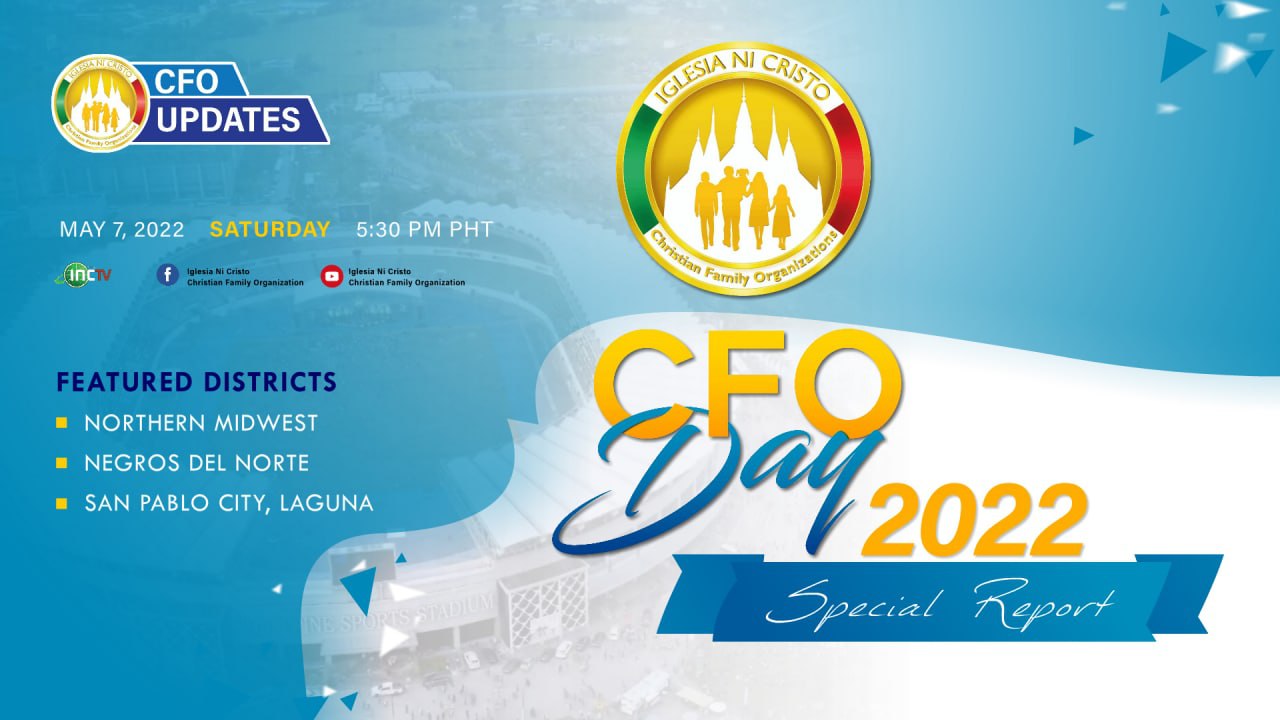 IGLESIA NI CRISTO
Christian Family Organizations
CFO
UPDATES
MAY 7, 2022 SATURDAY 5:30 PM PHT
INCTV
Iglesia Ni Cristo
Christian Family Organization
Iglesia Ni Cristo
Christian Family Organization
FEATURED DISTRICTS
NORTHERN MIDWEST
NEGROS DEL NORTE
SAN PABLO CITY, LAGUNA
IGLESIA NI CRISTO
Christian Family Organizations
CFO
Day
2022
Special Report
SPORTS STADIUM